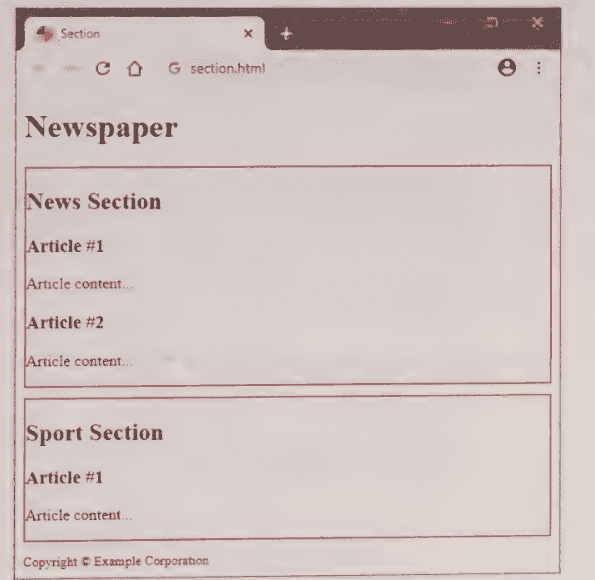 Section
section.html
Newspaper
News Section
Article #1
Article content...
Article #2
Article content...
Sport Section
Article #1
Article content...
Copyright © Example Corporation